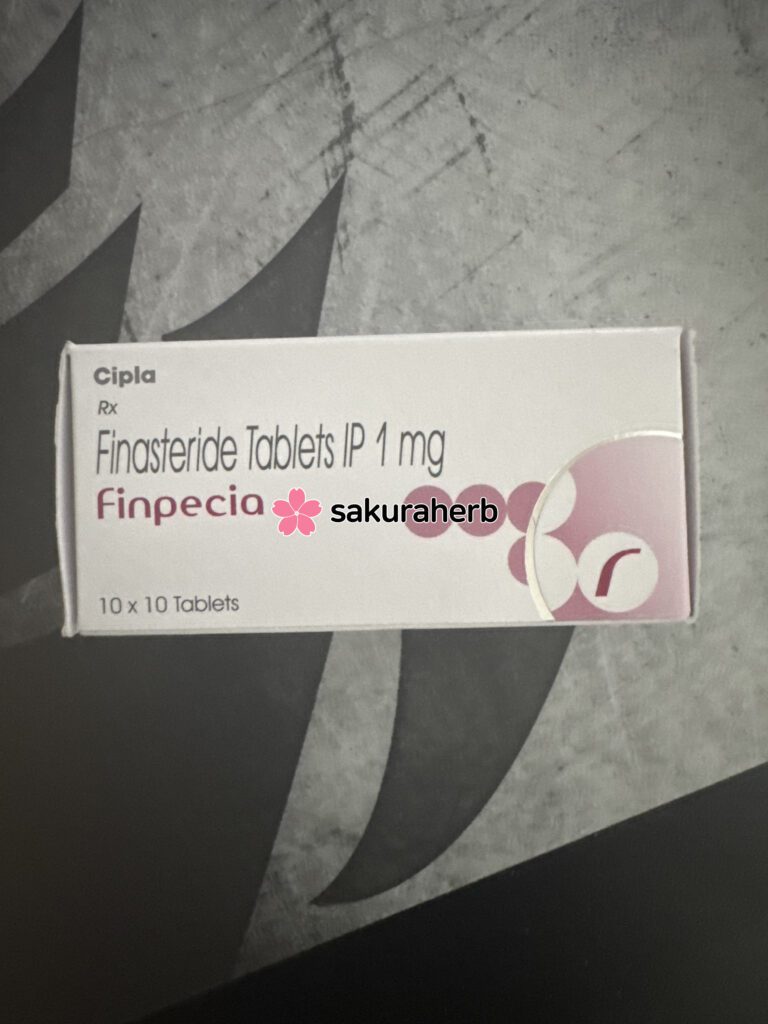 Cipla
Rx
Finasteride Tablets IP 1 mg
Finpecia
sakuraherb
10 x 10 Tablets